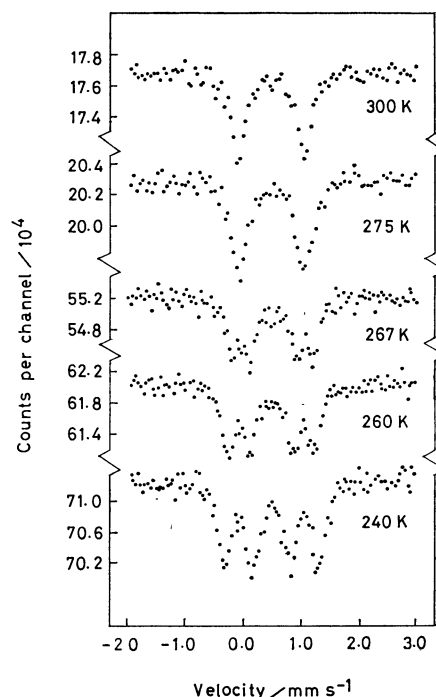 17.8
17.6
17.4
300 K
20.4
20.2
20.0
275 K
55.2
54.8
267 K
62.2
61.8
61.4
260 K
71.0
70.6
70.2
240 K
Counts per channel /10⁴
-2.0 -1.0 0.0 1.0 2.0 3.0
Velocity /mm s⁻¹